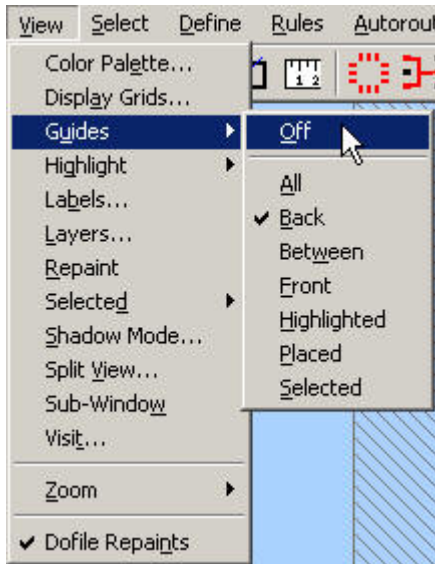 View Select Define Rules
Color Palette...
Display Grids...
Guides
Highlight
Labels...
Layers...
Repaint
Selected
Shadow Mode...
Split View...
Sub-Window
Visit...
Zoom
Dofile Repaints
Off
All
Back
Between
Front
Highlighted
Placed
Selected
1 2